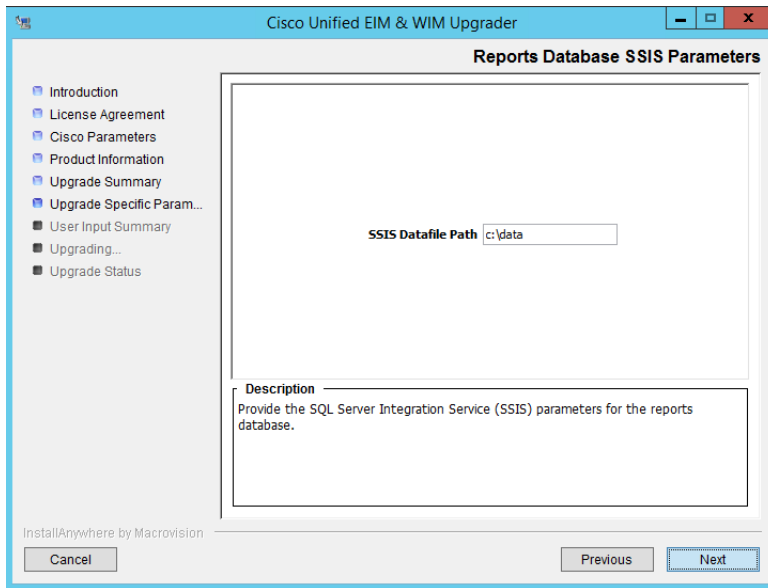 Cisco Unified EIM & WIM Upgrader
Reports Database SSIS Parameters
Introduction
License Agreement
Cisco Parameters
Product Information
Upgrade Summary
Upgrade Specific Param...
User Input Summary
Upgrading...
Upgrade Status
SSIS Datafile Path c:\data
Description
Provide the SQL Server Integration Service (SSIS) parameters for the reports
database.
InstallAnywhere by Macrovision
Cancel Previous Next